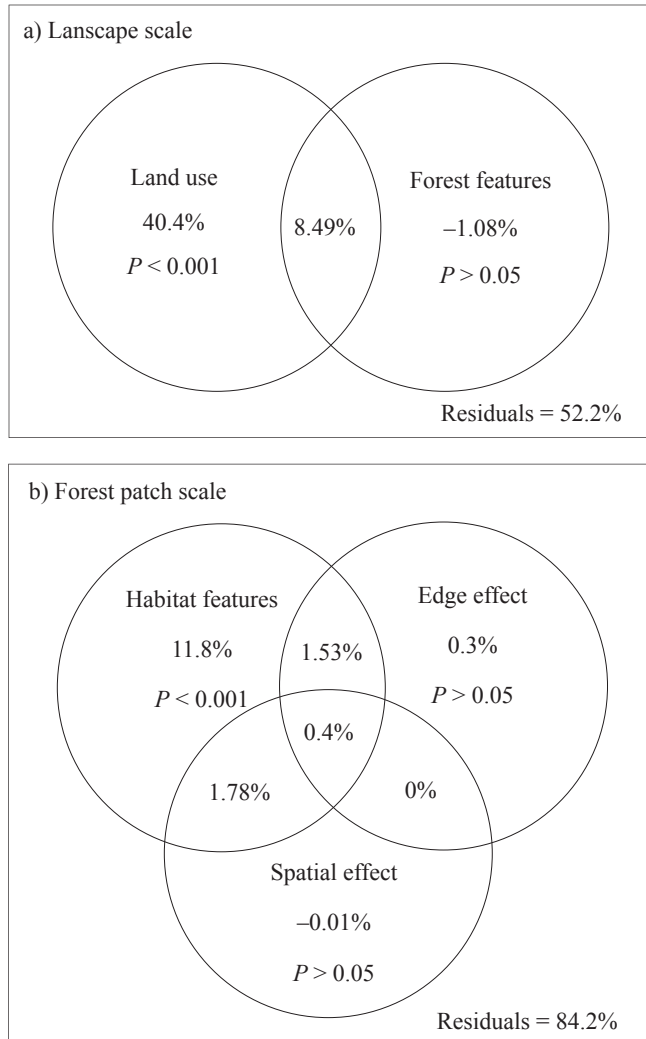 a) Lanscape scale
Land use
40.4%
P < 0.001
8.49%
Forest features
–1.08%
P > 0.05
Residuals = 52.2%
b) Forest patch scale
Habitat features
11.8%
P < 0.001
1.53%
Edge effect
0.3%
P > 0.05
0.4%
1.78%
0%
Spatial effect
–0.01%
P > 0.05
Residuals = 84.2%